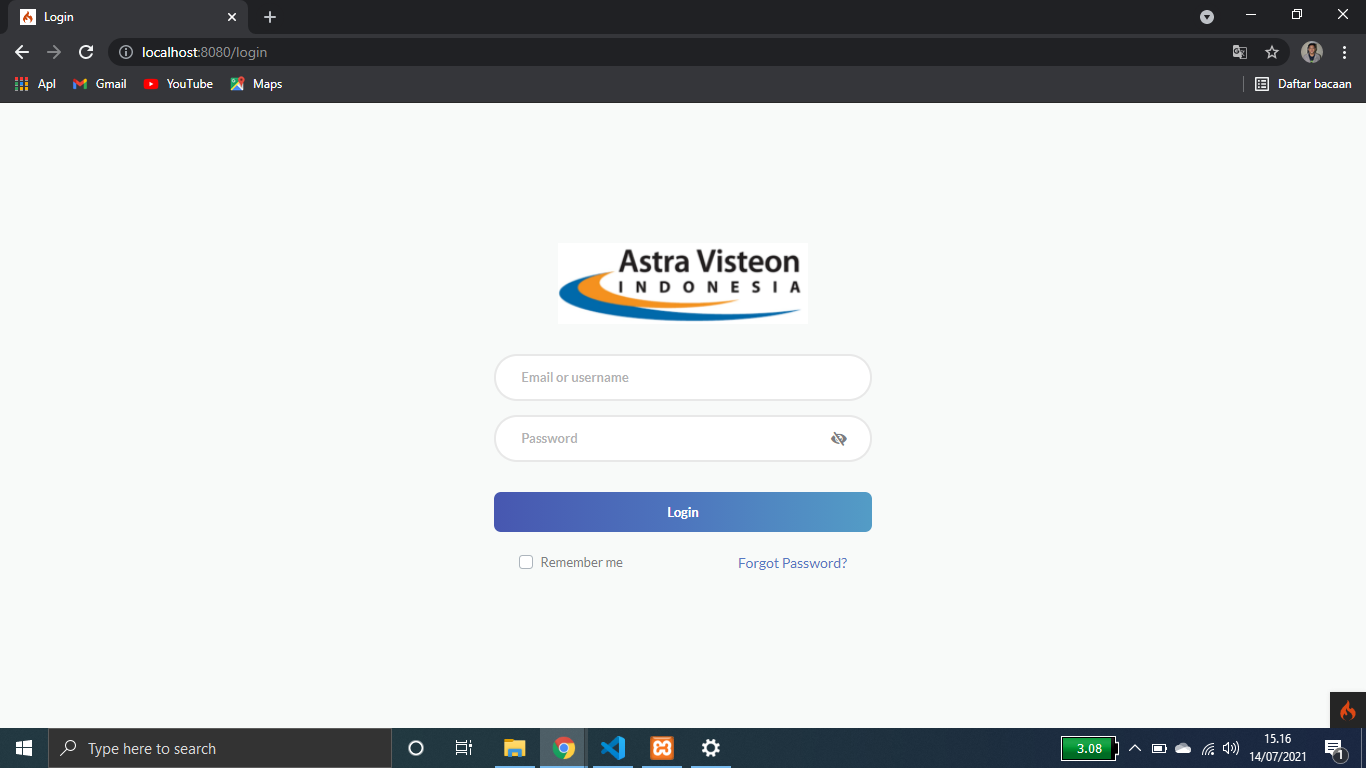 Login
localhost:8080/login
Apl
Gmail
YouTube
Maps
Daftar bacaan
Astra Visteon
INDONESIA
Email or username
Password
Login
Remember me
Forgot Password?
Type here to search
3.08
15.16
14/07/2021
1